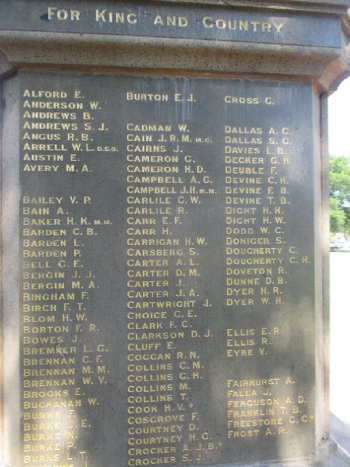 FOR KING AND COUNTRY
ALFORD E.
ANDERSON W.
ANDREWS B.
ANDREWS S.J.
ANGUS R.B.
ARRELL W.L. D.S.O.
AUSTIN E.
AVERY M.A.
BAILEY V.P.
BAIN A.
BAKER H.K. M.M.
BARDEN C.B.
BARDEN L.
BARDEN P.
BELL C.E.
BERGIN J.J.
BERGIN M.A.
BINGHAM F.
BIRCH F.T.
BLOM H.W.
BORTON F.R.
BOWES J.
BREMNER L.G.
BRENNAN C.F.
BRENNAN M.M.
BRENNAN W.V.
BROOKS E.
BUCHANAN W.
BURKE F.
BURKE J.E.
BURKE N.
BURKE P.
BURNS L.T.
BURTON E.J.
CADMAN W.
CAIN J.R.M. M.C.
CAIRNS J.
CAMERON G.
CAMERON H.D.
CAMPBELL A.G.
CAMPBELL J.H. M.M.
CARLILE C.W.
CARLILE R.
CARR E.F.
CARR H.
CARRIGAN H.W.
CARSBERG S.
CARTER A.L.
CARTER D.M.
CARTER J.
CARTER J.A.
CARTWRIGHT J.
CHOICE C.E.
CLARK F.C.
CLARKSON D.J.
CLUFF E.
COGGAN R.N.
COLLINS C.M.
COLLINS G.H.
COLLINS M.
COLLINS T.
COOK H.V.
COSGROVE F.
COURTNEY D.
COURTNEY H.G.
CROCKER A.J.B.
CROCKER S.J.
CROSS C.
DALLAS A.C.
DALLAS S.G.
DAVIES L.B.
DECKER G.H.
DEUBLE F.
DEVINE C.H.
DEVINE F.B.
DEVINE T.B.
DIGHT H.H.
DIGHT H.W.
DODD W.C.
DONIGER S.
DOUGHERTY C.
DOUGHERTY C.H.
DOVETON R.
DUNNE D.B.
DYER H.R.
DYER W.H.
ELLIS E.R.
ELLIS R.
EYRE V.
FAIRHURST A.
FALLA J.
FERGUSON A.D.
FRANKLIN T.B.
FREESTONE C.C.
FROST A.R.